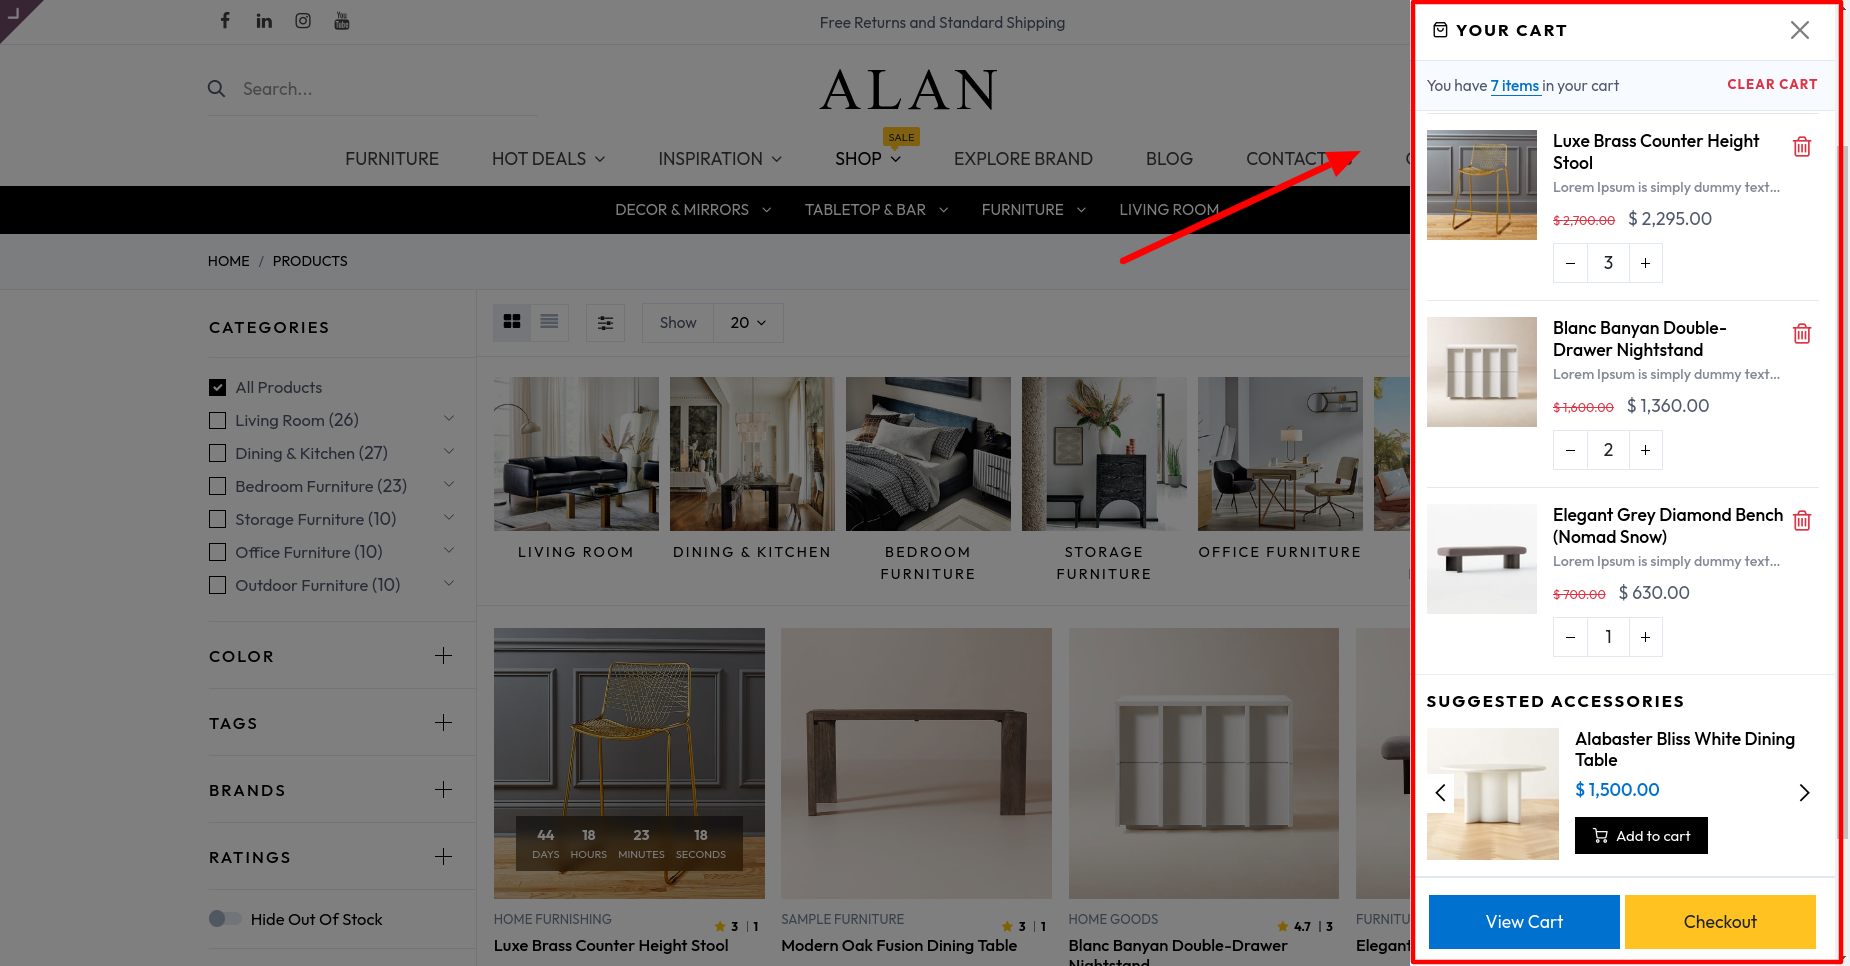 Free Returns and Standard Shipping
Search...
ALAN
SALE
FURNITURE HOT DEALS INSPIRATION SHOP EXPLORE BRAND BLOG CONTACT
DECOR & MIRRORS TABLETOP & BAR FURNITURE LIVING ROOM
HOME / PRODUCTS
CATEGORIES
All Products
Living Room (26)
Dining & Kitchen (27)
Bedroom Furniture (23)
Storage Furniture (10)
Office Furniture (10)
Outdoor Furniture (10)
COLOR
TAGS
BRANDS
RATINGS
Hide Out Of Stock
Show 20
LIVING ROOM
DINING & KITCHEN
BEDROOM
FURNITURE
STORAGE
FURNITURE
OFFICE FURNITURE
44 18 23 18
DAYS HOURS MINUTES SECONDS
HOME FURNISHING 3 | 1
Luxe Brass Counter Height Stool
SAMPLE FURNITURE 3 | 1
Modern Oak Fusion Dining Table
HOME GOODS 4.7 | 3
Blanc Banyan Double-Drawer
Nightstand
FURNITU
Elegant
YOUR CART
You have 7 items in your cart CLEAR CART
Luxe Brass Counter Height
Stool
Lorem Ipsum is simply dummy text...
$ 2,700.00 $ 2,295.00
− 3 +
Blanc Banyan Double-
Drawer Nightstand
Lorem Ipsum is simply dummy text...
$ 1,600.00 $ 1,360.00
− 2 +
Elegant Grey Diamond Bench
(Nomad Snow)
Lorem Ipsum is simply dummy text...
$ 700.00 $ 630.00
− 1 +
SUGGESTED ACCESSORIES
Alabaster Bliss White Dining
Table
$ 1,500.00
Add to cart
View Cart Checkout